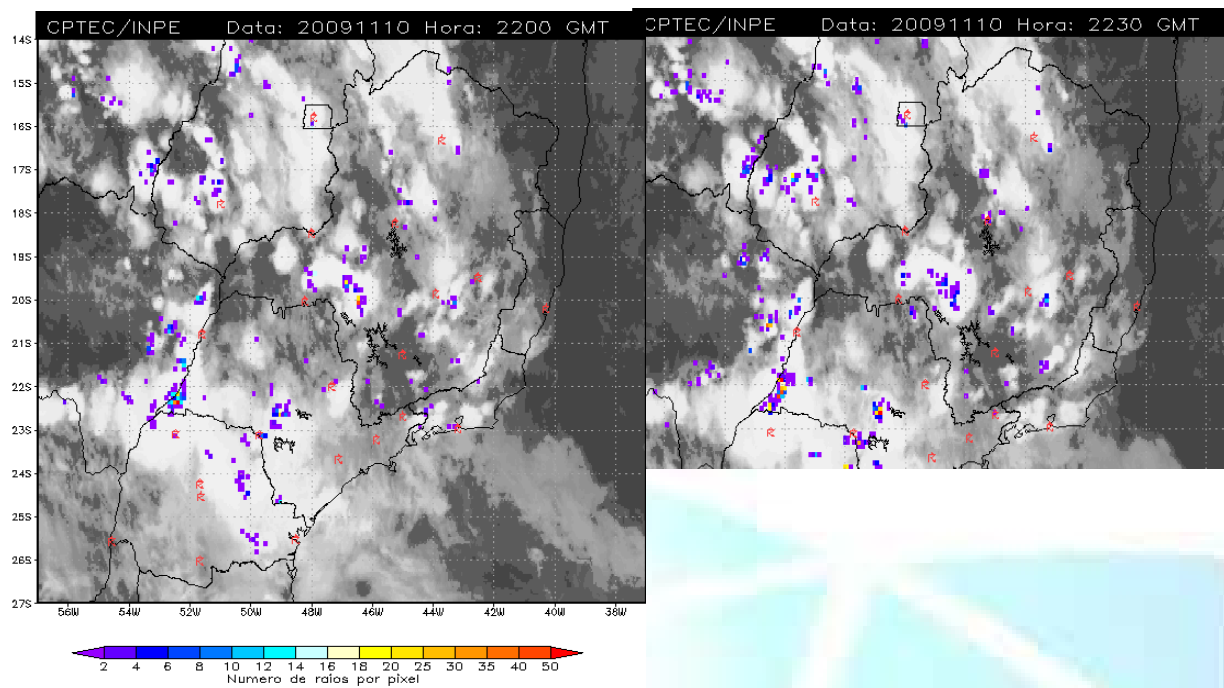 CPTEC/INPE Data: 20091110 Hora: 2200 GMT
CPTEC/INPE Data: 20091110 Hora: 2230 GMT
14S
15S
16S
17S
18S
19S
20S
21S
22S
23S
24S
25S
26S
27S
56W 54W 52W 50W 48W 46W 44W 42W 40W 38W
2 4 6 8 10 12 14 16 18 20 25 30 35 40 50
Numero de raios por pixel